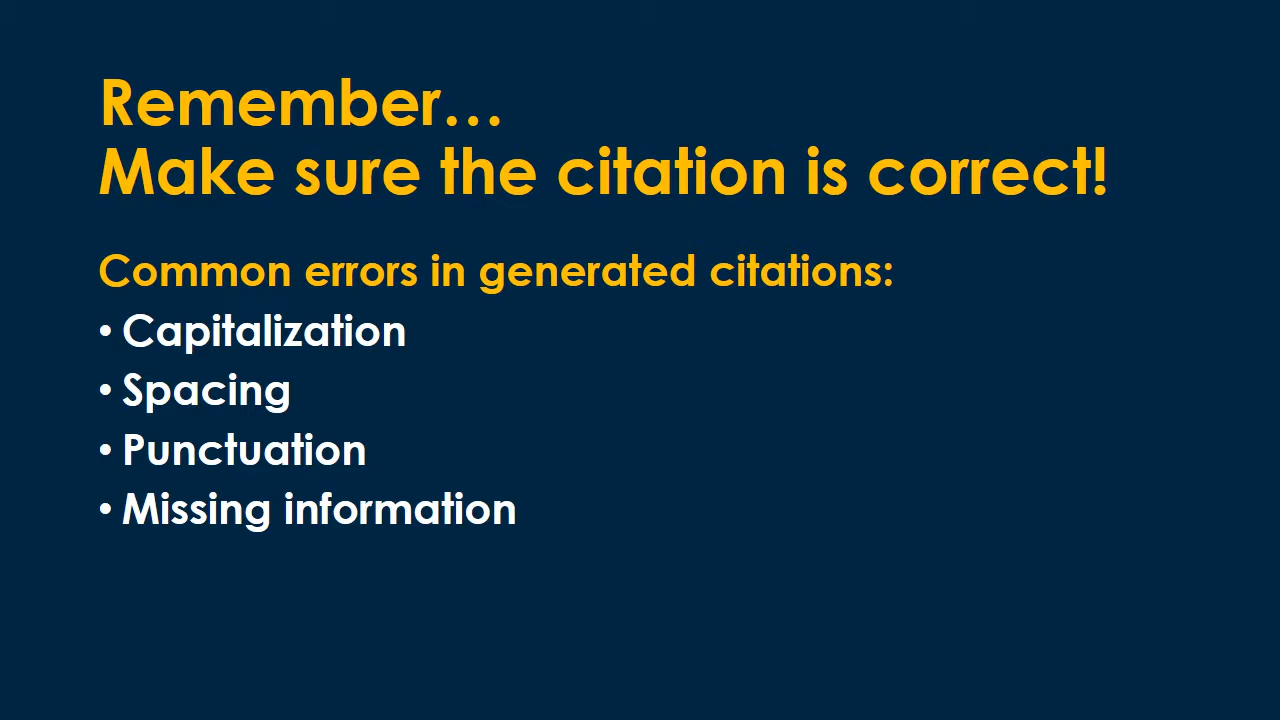 Remember…
Make sure the citation is correct!
Common errors in generated citations:
• Capitalization
• Spacing
• Punctuation
• Missing information